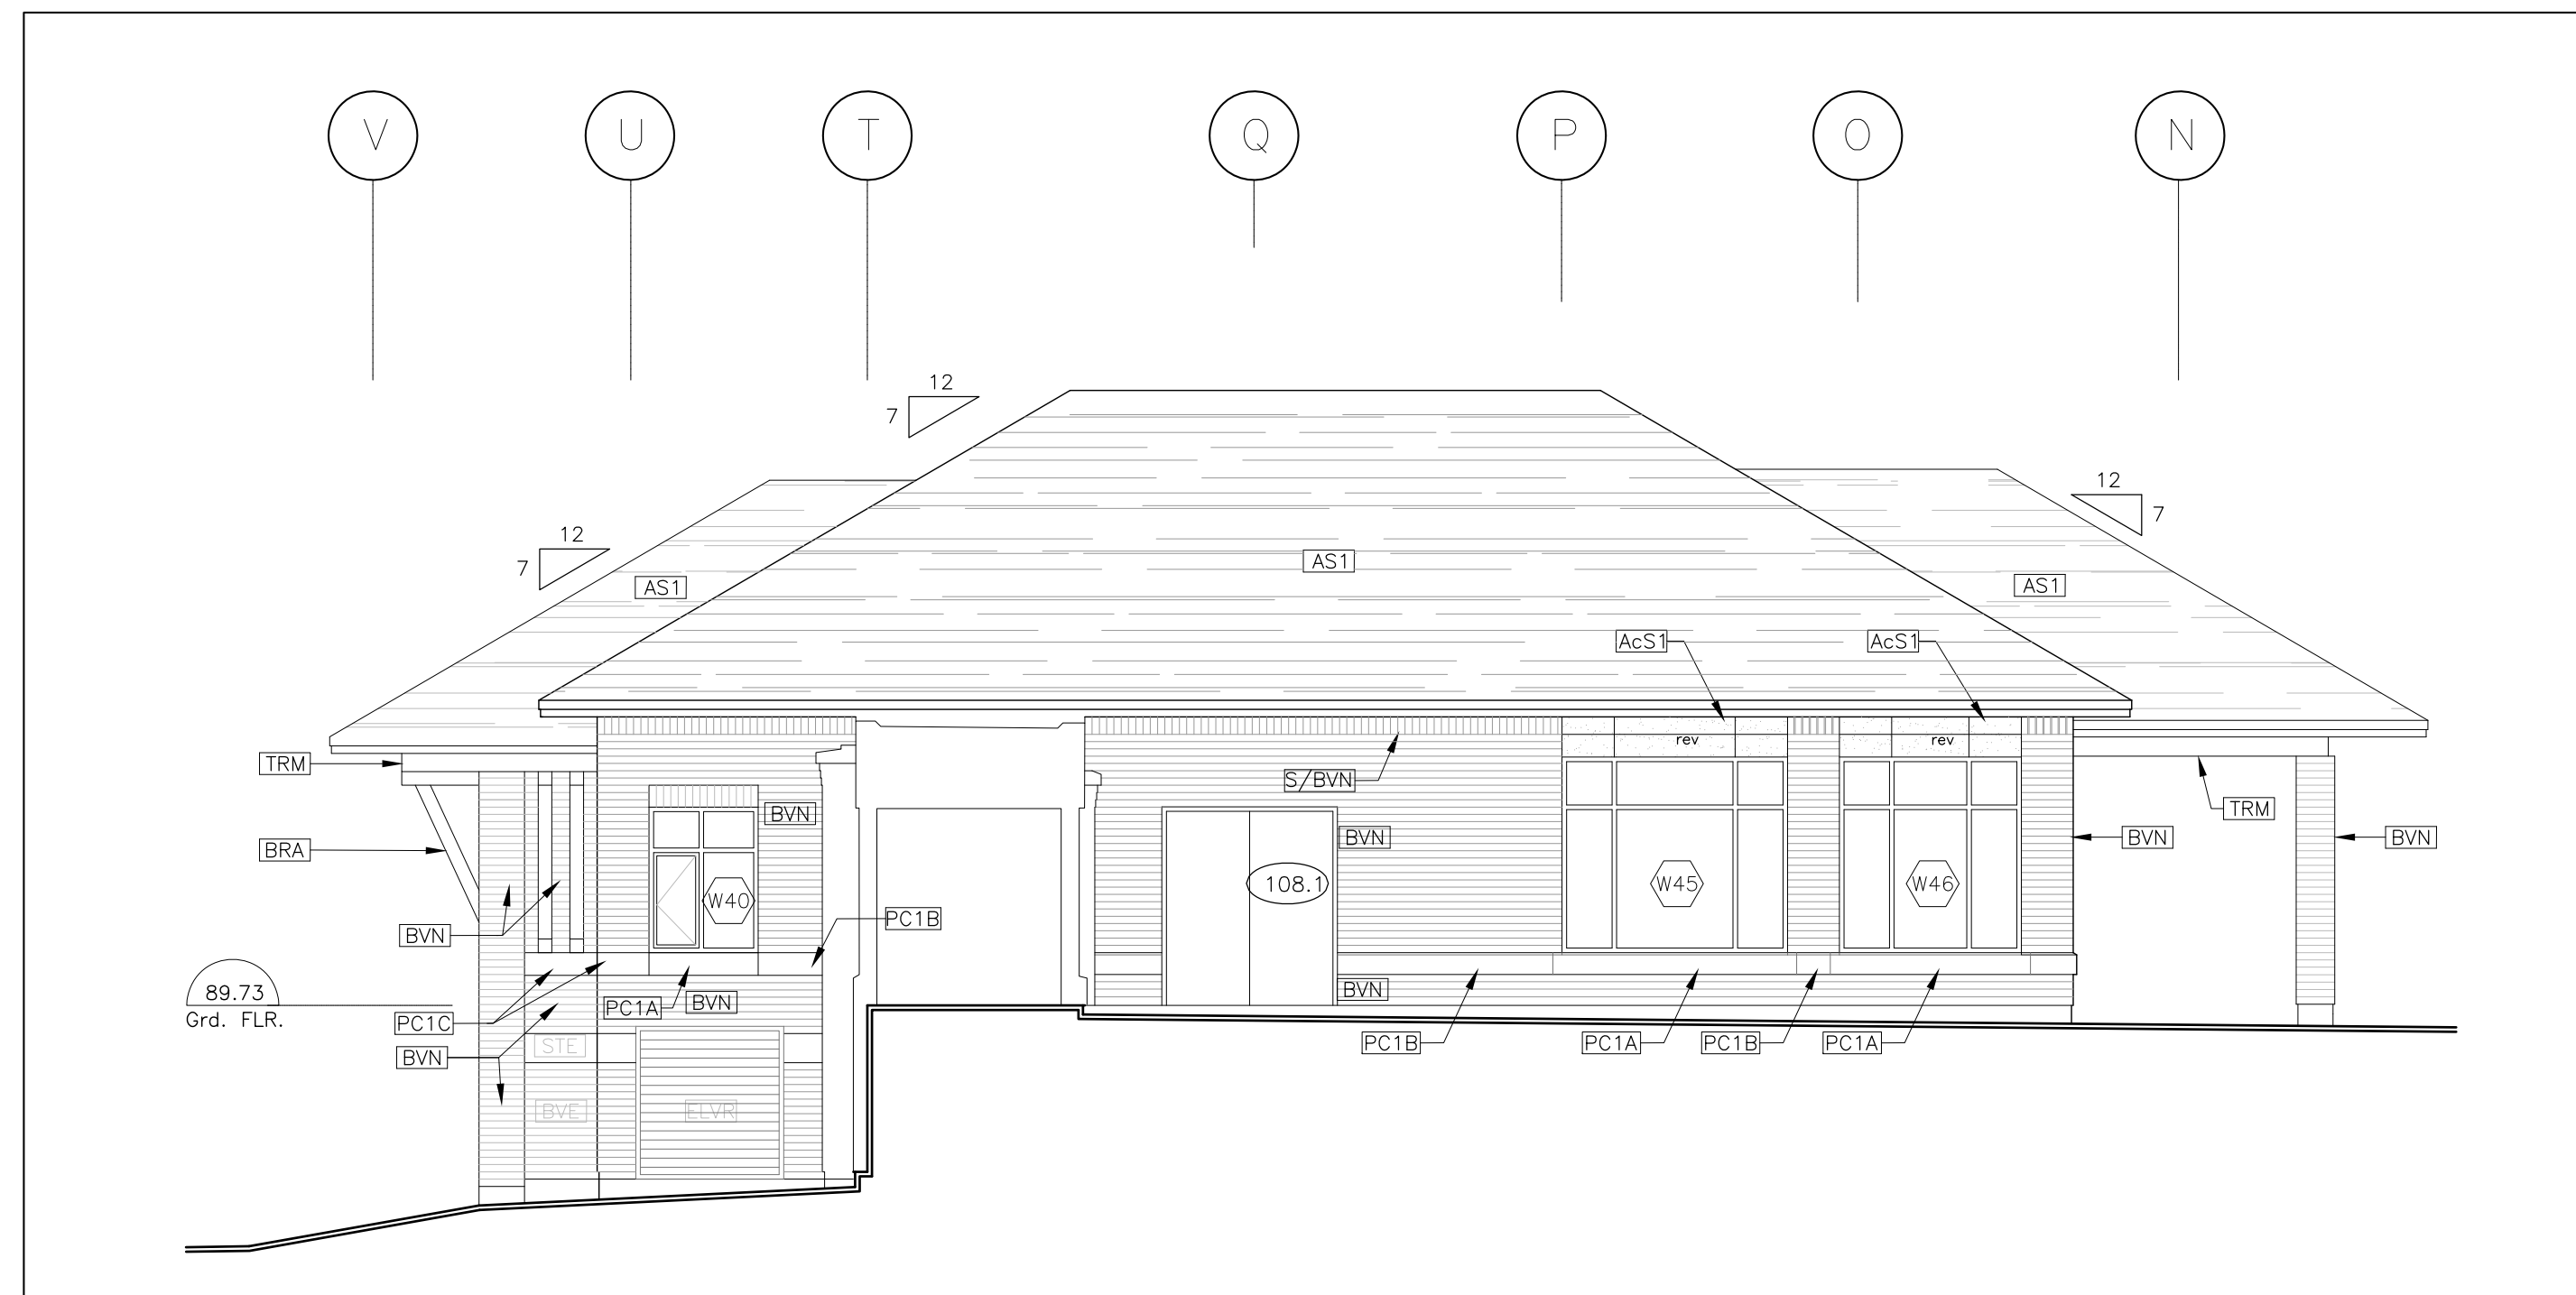 V U T Q P O N
12
7
12
7
12
7
AS1
AS1
AS1
AcS1
AcS1
rev
rev
TRM
S/BVN
BVN
TRM
BVN
BVN
BVN
BRA
W40
108.1
W45
W46
PC1B
BVN
89.73
Grd. FLR.
PC1A
BVN
BVN
PC1C
STE
BVN
PC1B
PC1A
PC1B
PC1A
BVE
ELVR